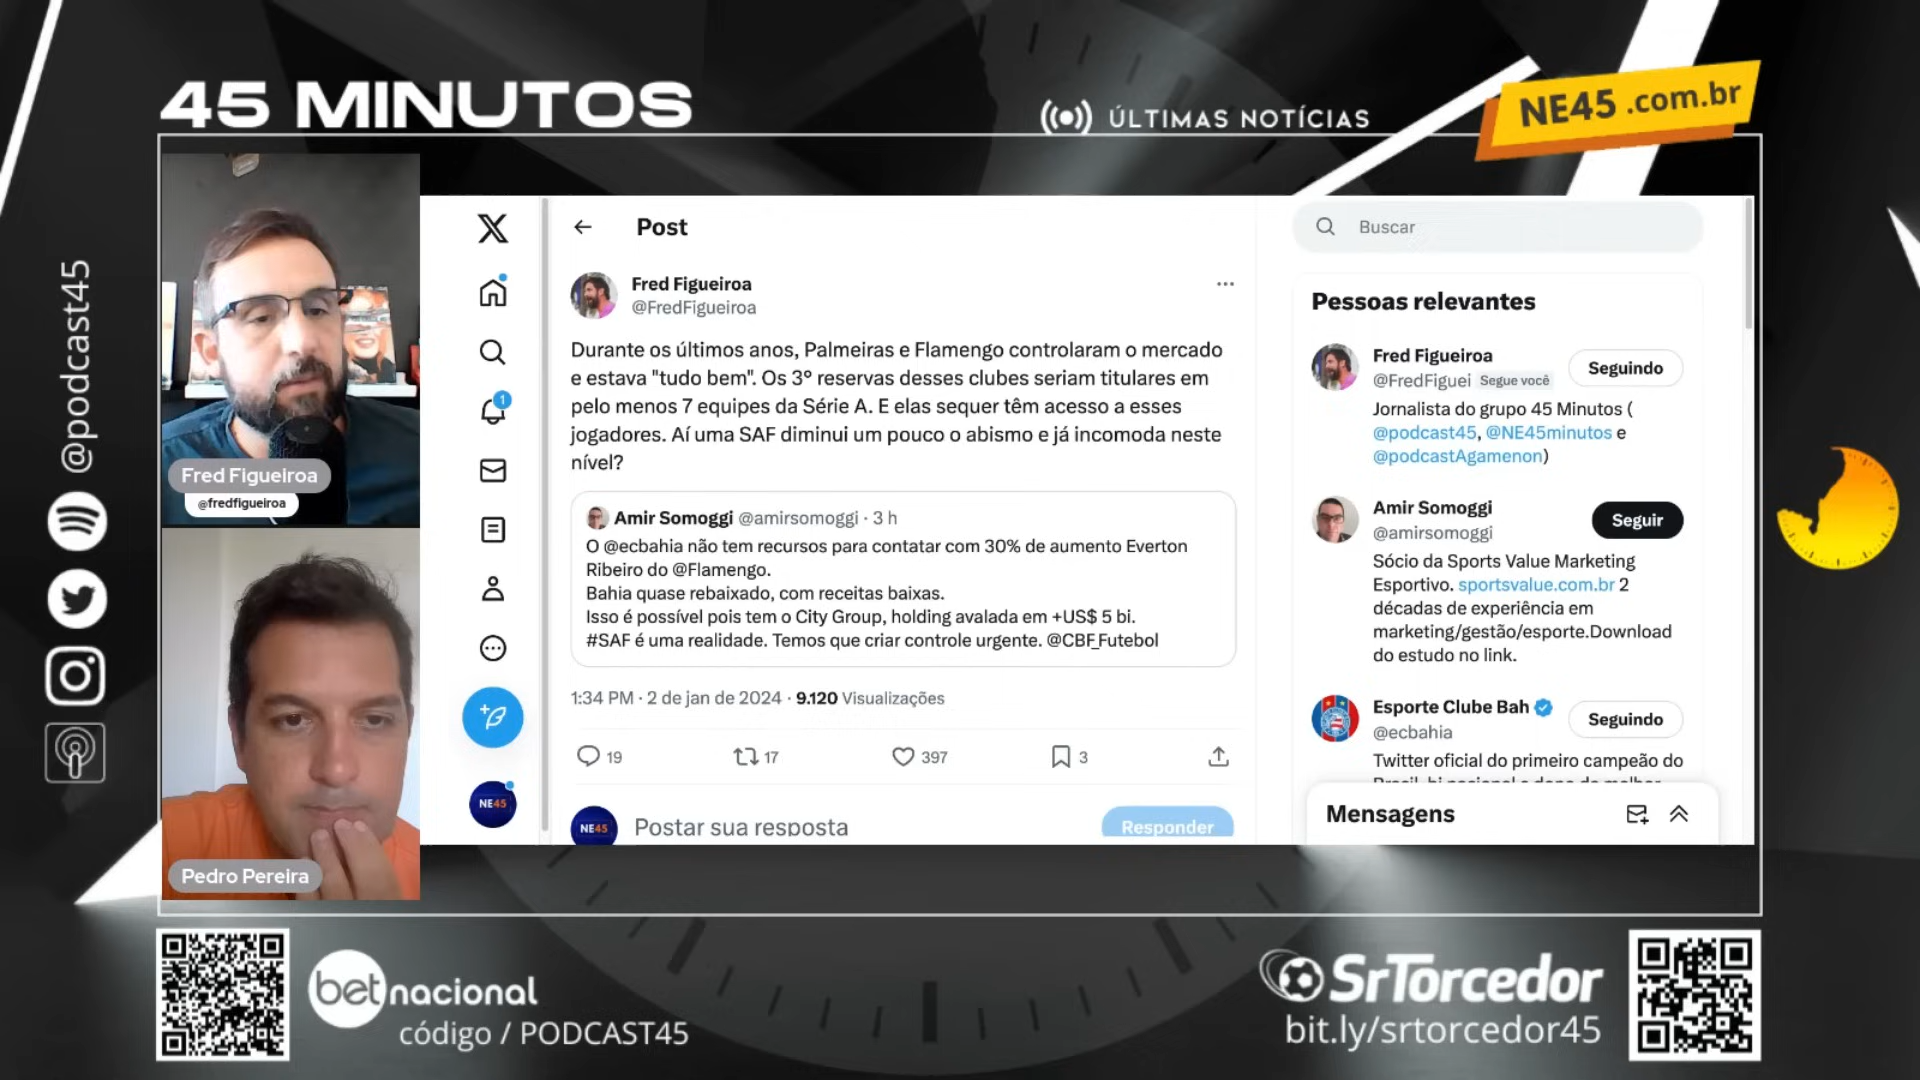 45 MINUTOS
ÚLTIMAS NOTÍCIAS
NE45 .com.br
@podcast45
Fred Figueiroa
@fredfigueiroa
Pedro Pereira
Post
Fred Figueiroa
@FredFigueiroa
Durante os últimos anos, Palmeiras e Flamengo controlaram o mercado
e estava "tudo bem". Os 3º reservas desses clubes seriam titulares em
pelo menos 7 equipes da Série A. E elas sequer têm acesso a esses
jogadores. Aí uma SAF diminui um pouco o abismo e já incomoda neste
nível?
Amir Somoggi @amirsomoggi · 3 h
O @ecbahia não tem recursos para contatar com 30% de aumento Everton
Ribeiro do @Flamengo.
Bahia quase rebaixado, com receitas baixas.
Isso é possível pois tem o City Group, holding avalada em +US$ 5 bi.
#SAF é uma realidade. Temos que criar controle urgente. @CBF_Futebol
1:34 PM · 2 de jan de 2024 · 9.120 Visualizações
19 17 397 3
NE45 Postar sua resposta Responder
1
NE45
Buscar
Pessoas relevantes
Fred Figueiroa
@FredFiguei Segue você
Seguindo
Jornalista do grupo 45 Minutos (
@podcast45, @NE45minutos e
@podcastAgamenon)
Amir Somoggi
@amirsomoggi
Seguir
Sócio da Sports Value Marketing
Esportivo. sportsvalue.com.br 2
décadas de experiência em
marketing/gestão/esporte.Download
do estudo no link.
Esporte Clube Bah
@ecbahia
Seguindo
Twitter oficial do primeiro campeão do
Mensagens
betnacional
código / PODCAST45
SrTorcedor
bit.ly/srtorcedor45